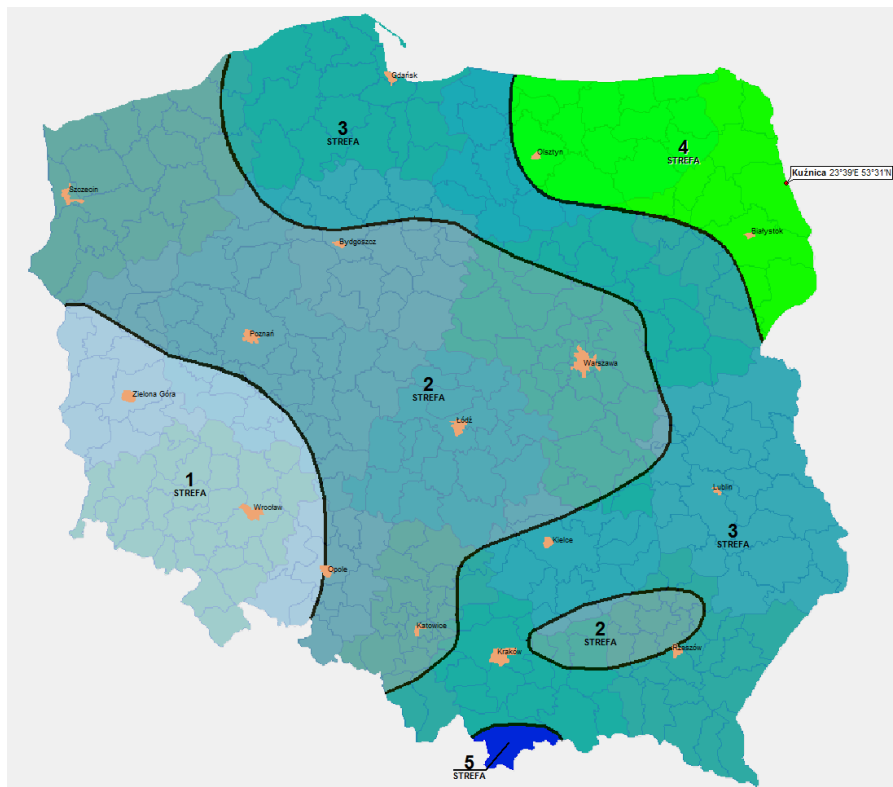 Gdańsk
3
STREFA
Olsztyn
4
STREFA
Kuźnica 23°39'E 53°31'N
Szczecin
Białystok
Bydgoszcz
Poznań
Warszawa
2
STREFA
Zielona Góra
Łódź
1
STREFA
Wrocław
Lublin
3
STREFA
Kielce
Opole
Katowice
2
STREFA
Kraków
Rzeszów
5
STREFA